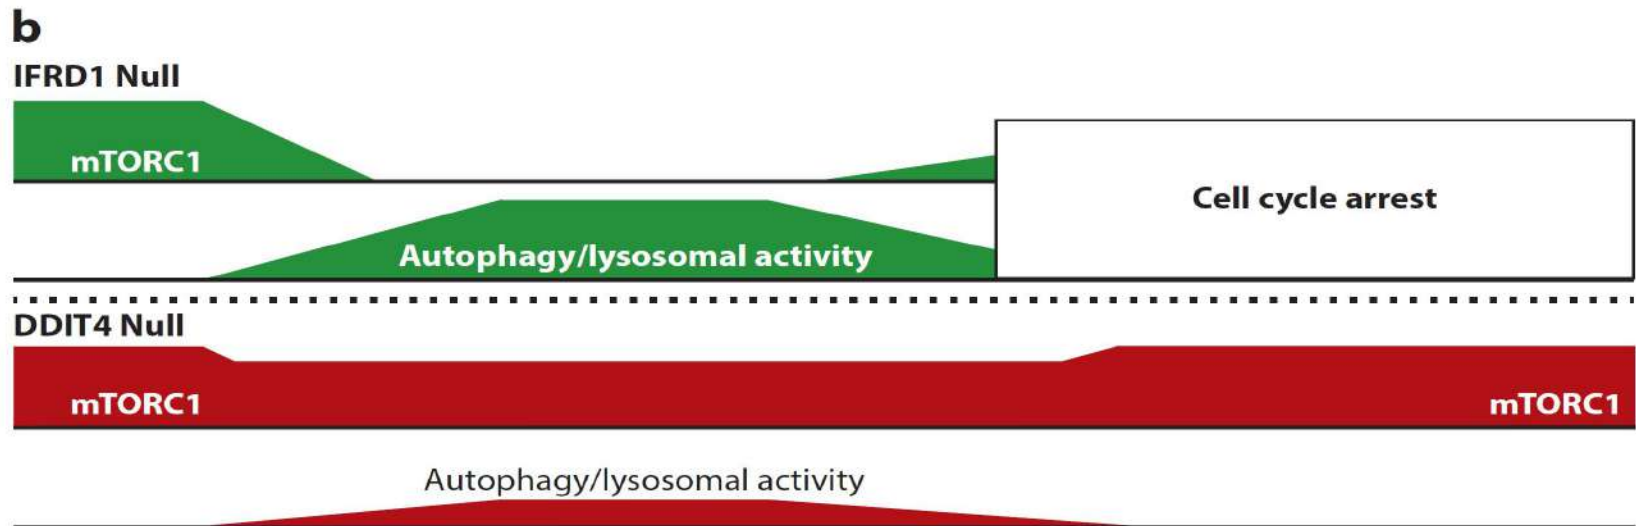 b
IFRD1 Null
mTORC1
Cell cycle arrest
Autophagy/lysosomal activity
DDIT4 Null
mTORC1
mTORC1
Autophagy/lysosomal activity